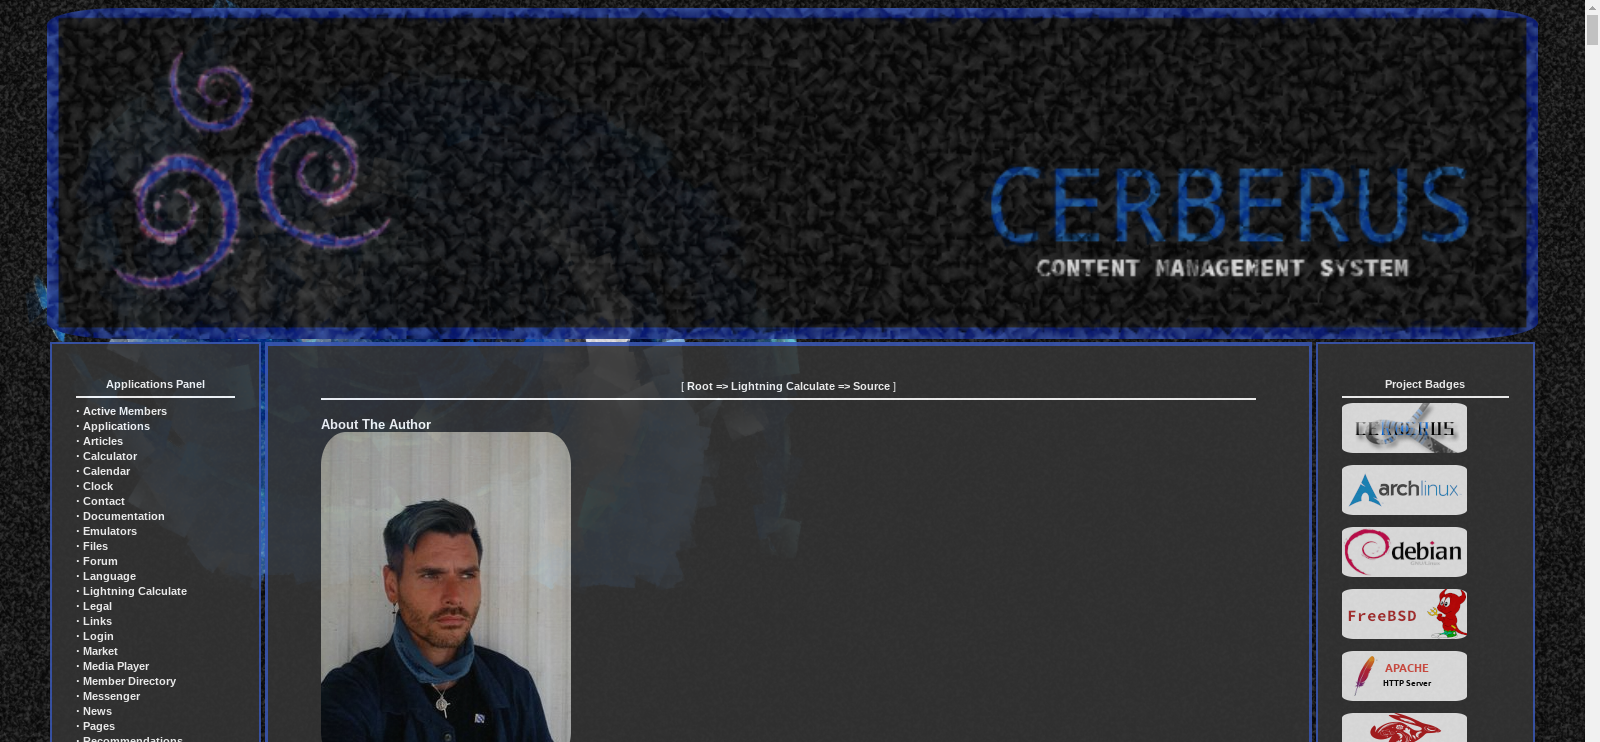 CERBERUS
CONTENT MANAGEMENT SYSTEM
Applications Panel
· Active Members
· Applications
· Articles
· Calculator
· Calendar
· Clock
· Contact
· Documentation
· Emulators
· Files
· Forum
· Language
· Lightning Calculate
· Legal
· Links
· Login
· Market
· Media Player
· Member Directory
· Messenger
· News
· Pages
· Recommendations
[ Root => Lightning Calculate => Source ]
About The Author
Project Badges
CERBERUS
archlinux
debian
FreeBSD
APACHE
HTTP Server